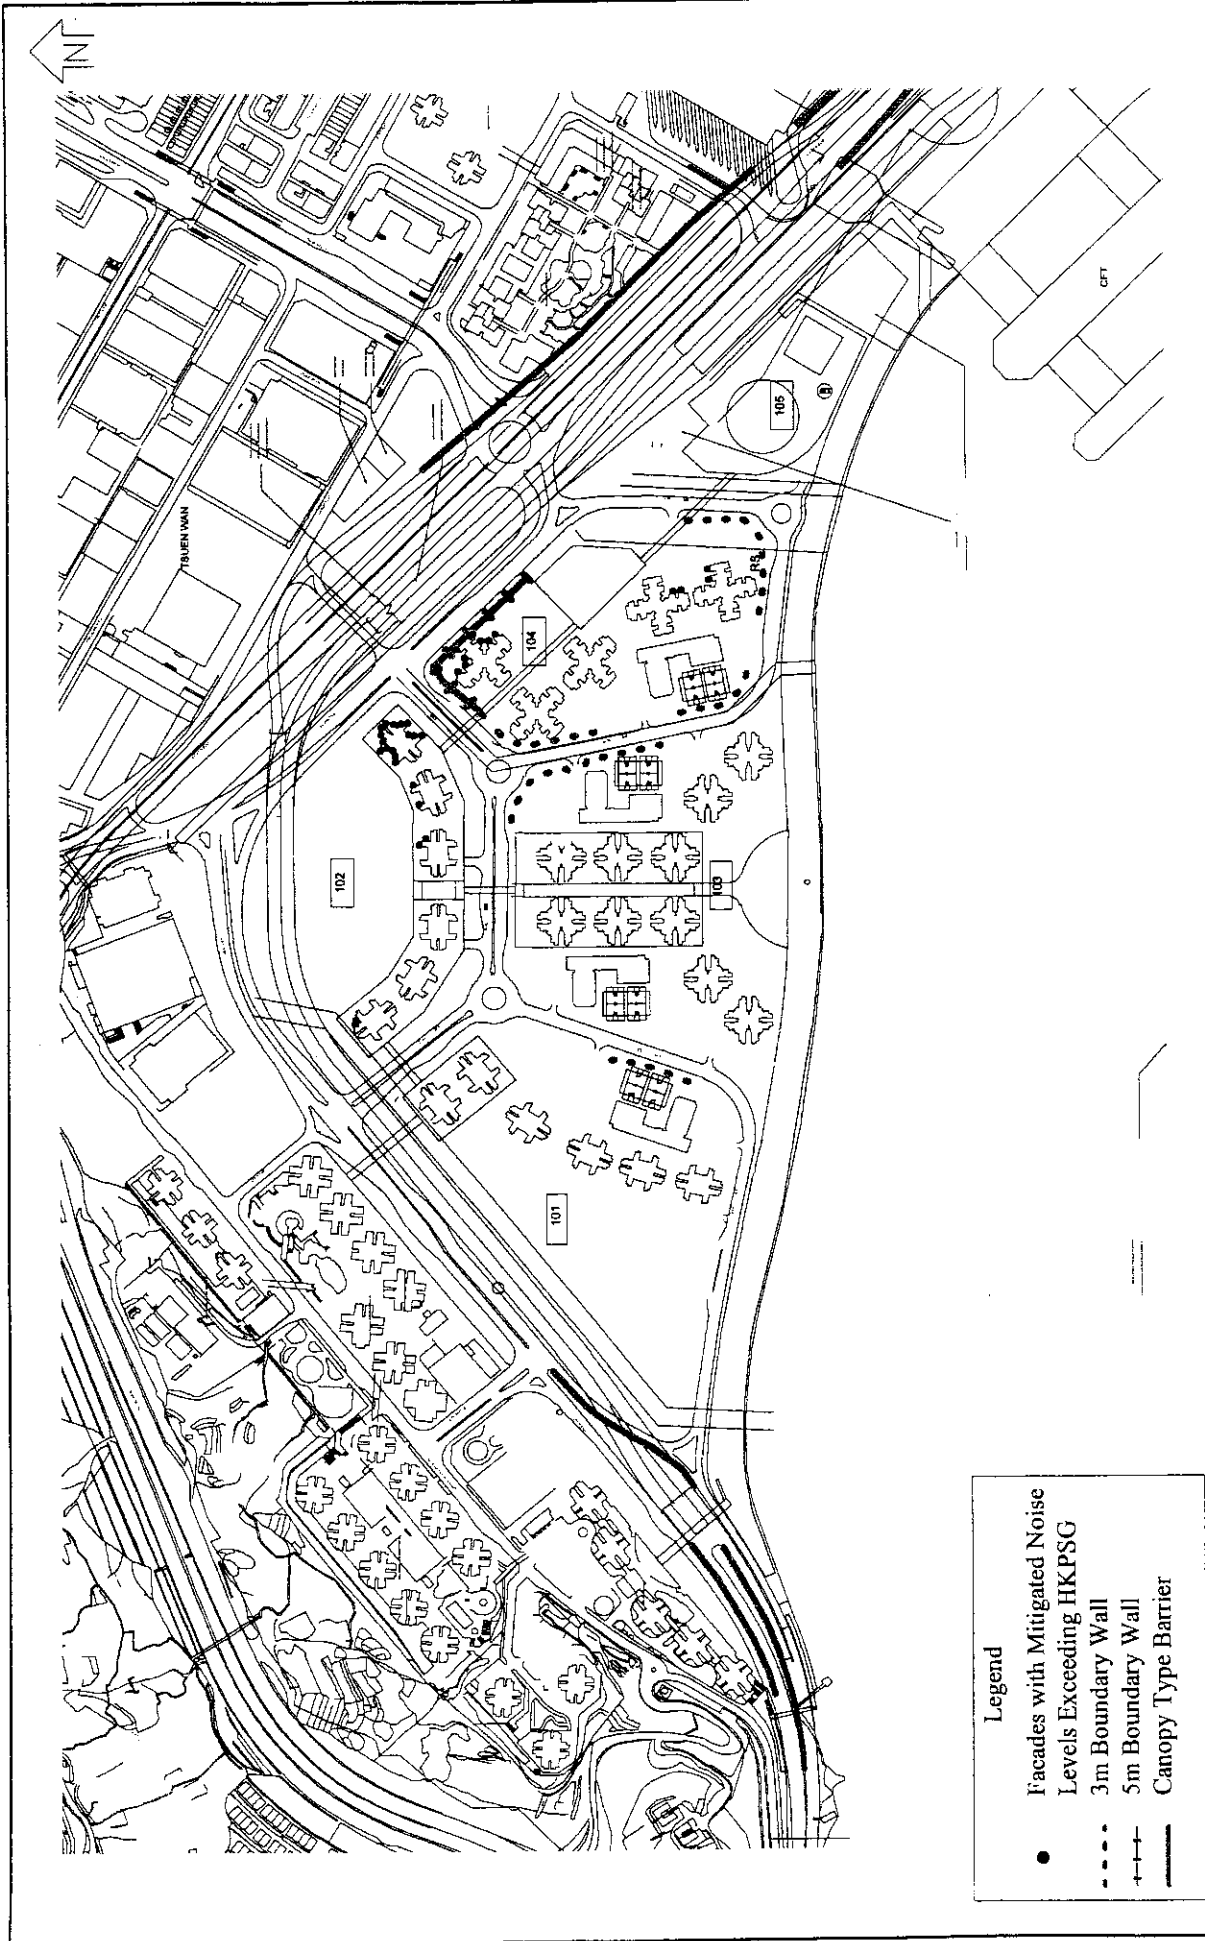 N
TSUEN WAN
CFT
105
RS
104
102
103
101
Legend
Facades with Mitigated Noise
Levels Exceeding HKPSG
3m Boundary Wall
5m Boundary Wall
Canopy Type Barrier